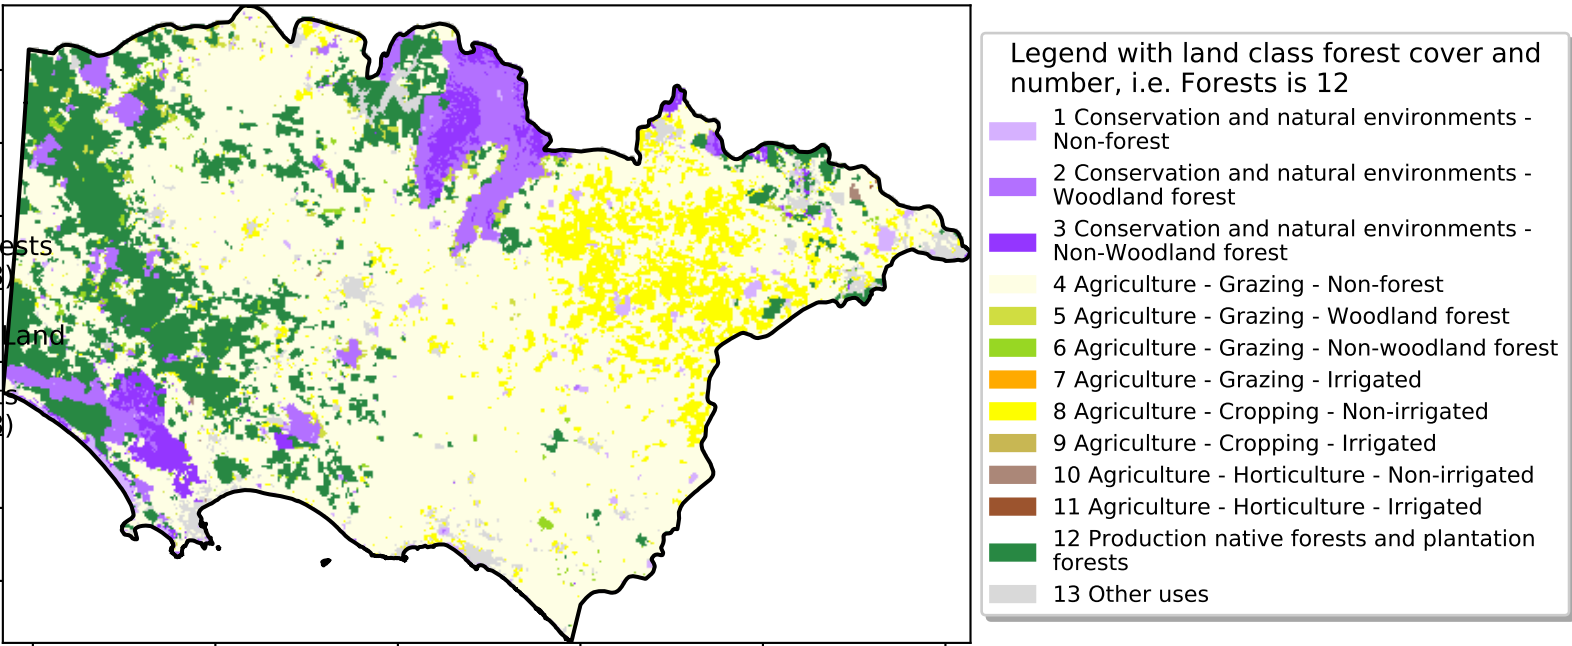 Legend with land class forest cover and
number, i.e. Forests is 12
1 Conservation and natural environments -
Non-forest
2 Conservation and natural environments -
Woodland forest
3 Conservation and natural environments -
Non-Woodland forest
4 Agriculture - Grazing - Non-forest
5 Agriculture - Grazing - Woodland forest
6 Agriculture - Grazing - Non-woodland forest
7 Agriculture - Grazing - Irrigated
8 Agriculture - Cropping - Non-irrigated
9 Agriculture - Cropping - Irrigated
10 Agriculture - Horticulture - Non-irrigated
11 Agriculture - Horticulture - Irrigated
12 Production native forests and plantation
forests
13 Other uses
ests
Land